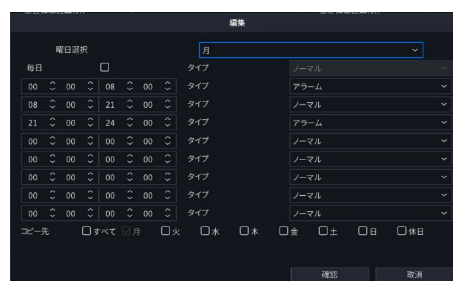 編集
曜日選択 月
毎日 タイプ ノーマル
00 00 08 00 タイプ アラーム
08 00 21 00 タイプ ノーマル
21 00 24 00 タイプ アラーム
00 00 00 00 タイプ ノーマル
00 00 00 00 タイプ ノーマル
00 00 00 00 タイプ ノーマル
00 00 00 00 タイプ ノーマル
00 00 00 00 タイプ ノーマル
コピー先 すべて 月 火 水 木 金 土 日 休日
確認 取消